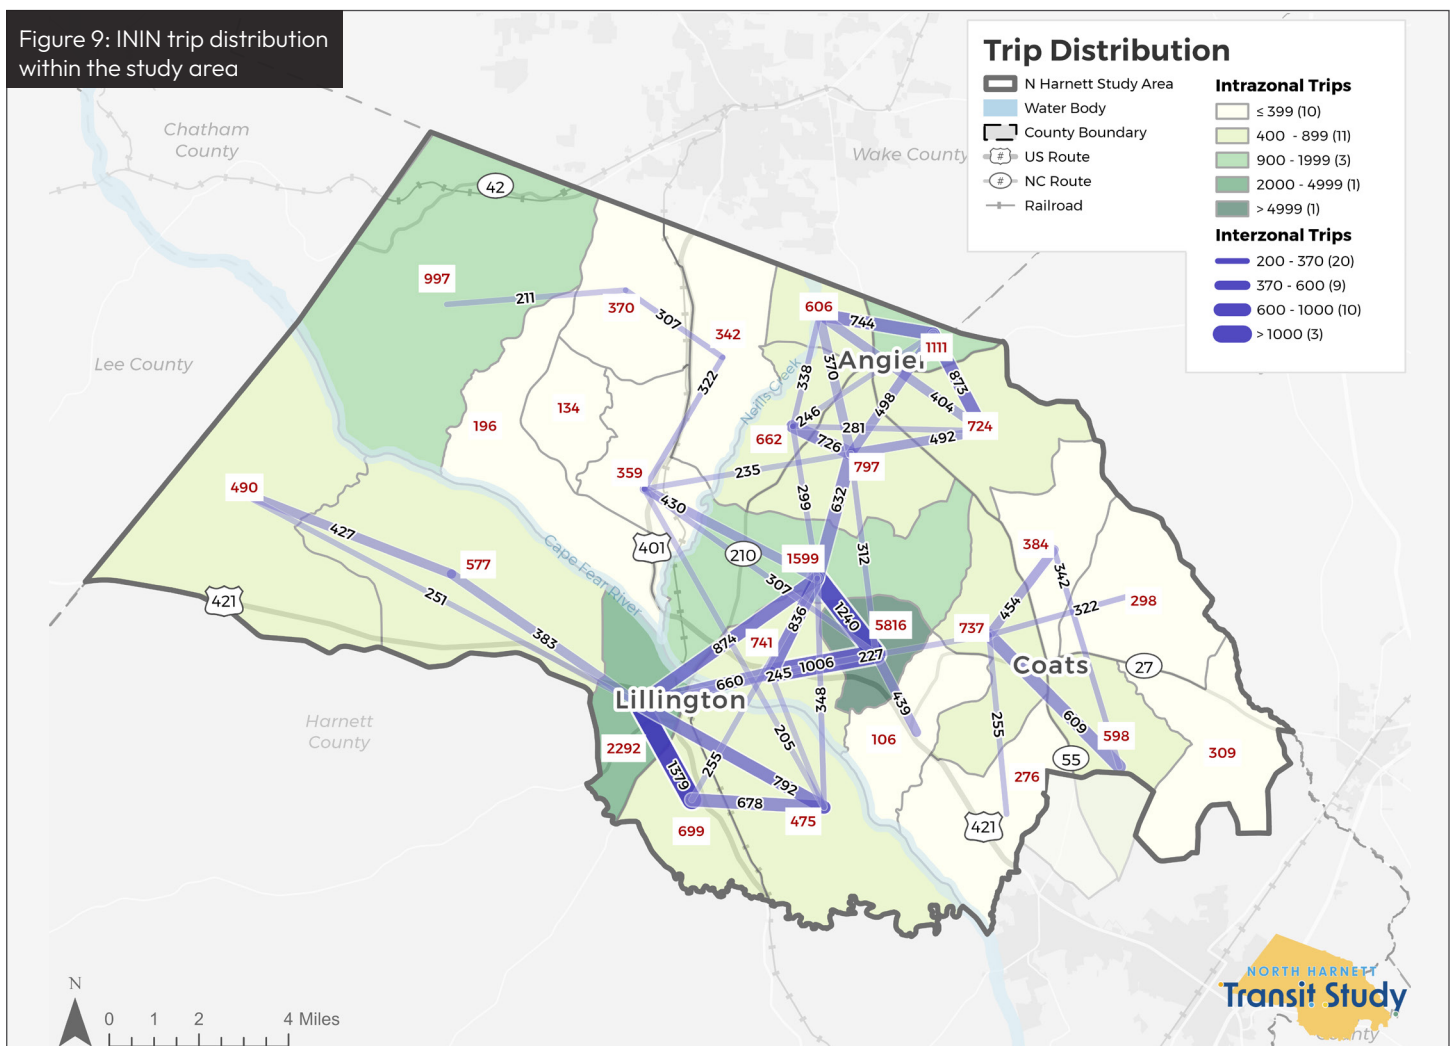 Figure 9: ININ trip distribution
within the study area
Trip Distribution
N Harnett Study Area
Water Body
County Boundary
# US Route
# NC Route
Railroad
Intrazonal Trips
≤ 399 (10)
400 - 899 (11)
900 - 1999 (3)
2000 - 4999 (1)
> 4999 (1)
Interzonal Trips
200 - 370 (20)
370 - 600 (9)
600 - 1000 (10)
> 1000 (3)
Chatham
County
Wake County
Lee County
Harnett
County
42
997
211
370
307
342
322
606
744
1111
Angier
338
370
873
404
498
246
281
724
492
726
662
797
Neills Creek
134
196
359
235
299
632
430
490
427
577
251
383
Cape Fear River
401
210
1599
312
307
384
342
454
322
298
421
836
1240
5816
737
874
741
227
245
1006
660
Coats
27
Lillington
439
348
2292
1379
255
205
792
678
699
475
106
255
609
598
55
276
309
421
N
0 1 2 4 Miles
NORTH HARNETT
Transit Study
County